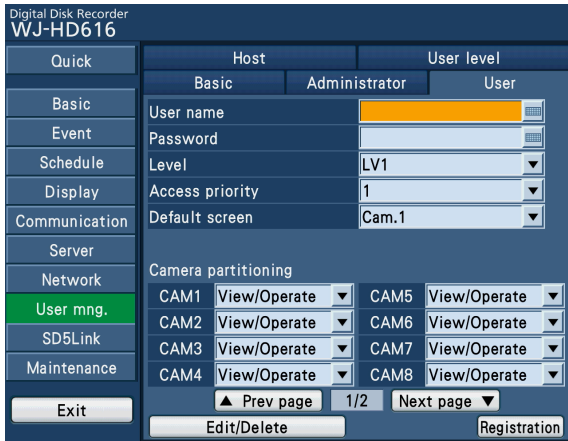 Digital Disk Recorder
WJ-HD616
Quick
Basic
Event
Schedule
Display
Communication
Server
Network
User mng.
SD5Link
Maintenance
Exit
Host User level
Basic Administrator User
User name
Password
Level LV1 ▼
Access priority 1 ▼
Default screen Cam.1 ▼
Camera partitioning
CAM1 View/Operate ▼ CAM5 View/Operate ▼
CAM2 View/Operate ▼ CAM6 View/Operate ▼
CAM3 View/Operate ▼ CAM7 View/Operate ▼
CAM4 View/Operate ▼ CAM8 View/Operate ▼
▲ Prev page 1/2 Next page ▼
Edit/Delete Registration